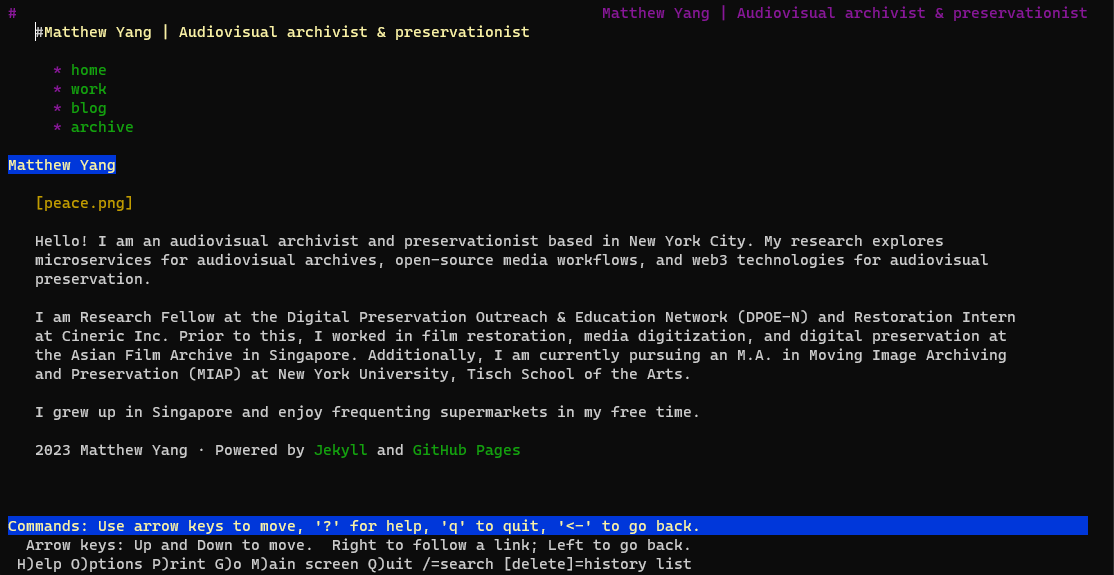 # Matthew Yang | Audiovisual archivist & preservationist
#Matthew Yang | Audiovisual archivist & preservationist
* home
* work
* blog
* archive
Matthew Yang
[peace.png]
Hello! I am an audiovisual archivist and preservationist based in New York City. My research explores
microservices for audiovisual archives, open-source media workflows, and web3 technologies for audiovisual
preservation.
I am Research Fellow at the Digital Preservation Outreach & Education Network (DPOE-N) and Restoration Intern
at Cineric Inc. Prior to this, I worked in film restoration, media digitization, and digital preservation at
the Asian Film Archive in Singapore. Additionally, I am currently pursuing an M.A. in Moving Image Archiving
and Preservation (MIAP) at New York University, Tisch School of the Arts.
I grew up in Singapore and enjoy frequenting supermarkets in my free time.
2023 Matthew Yang · Powered by Jekyll and GitHub Pages
Commands: Use arrow keys to move, '?' for help, 'q' to quit, '<-' to go back.
Arrow keys: Up and Down to move.  Right to follow a link; Left to go back.
H)elp O)ptions P)rint G)o M)ain screen Q)uit /=search [delete]=history list